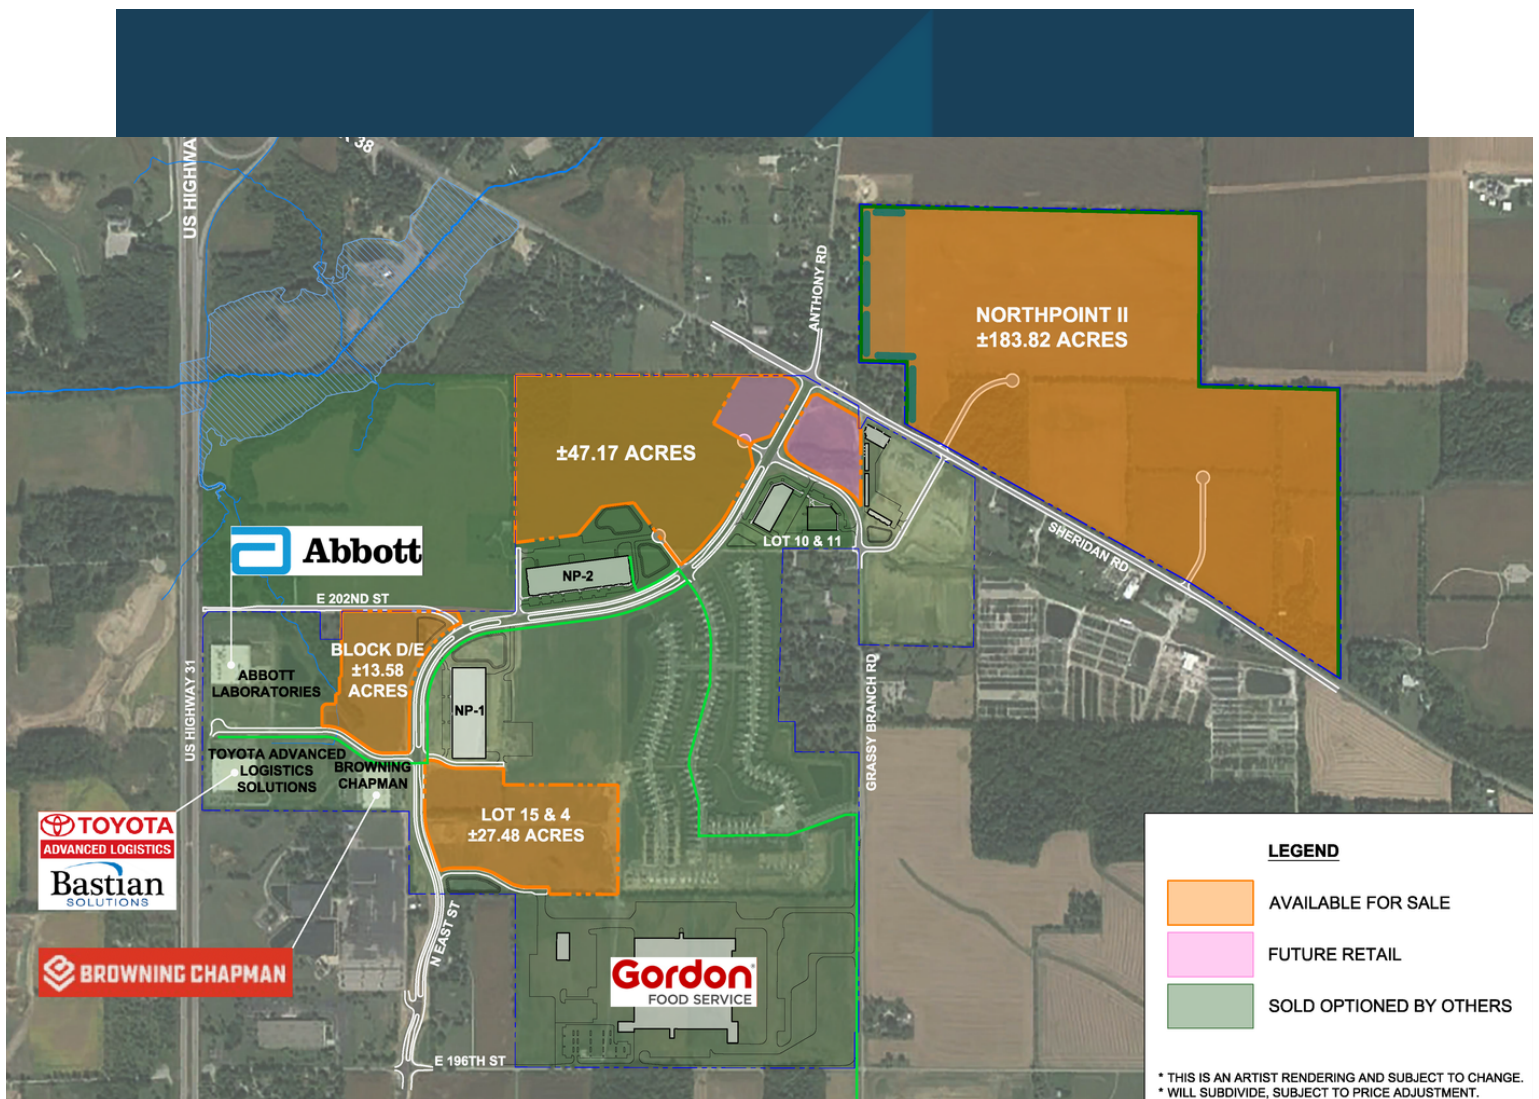 US HIGHWA
38
ANTHONY RD
NORTHPOINT II
±183.82 ACRES
±47.17 ACRES
LOT 10 & 11
SHERIDAN RD
NP-2
Abbott
E 202ND ST
BLOCK D/E
±13.58
ACRES
ABBOTT
LABORATORIES
NP-1
US HIGHWAY 31
GRASSY BRANCH RD
TOYOTA ADVANCED
LOGISTICS
SOLUTIONS
BROWNING
CHAPMAN
LOT 15 & 4
±27.48 ACRES
TOYOTA
ADVANCED LOGISTICS
Bastian
SOLUTIONS
N EAST ST
BROWNING CHAPMAN
Gordon
FOOD SERVICE
E 196TH ST
LEGEND
AVAILABLE FOR SALE
FUTURE RETAIL
SOLD OPTIONED BY OTHERS
* THIS IS AN ARTIST RENDERING AND SUBJECT TO CHANGE.
* WILL SUBDIVIDE, SUBJECT TO PRICE ADJUSTMENT.